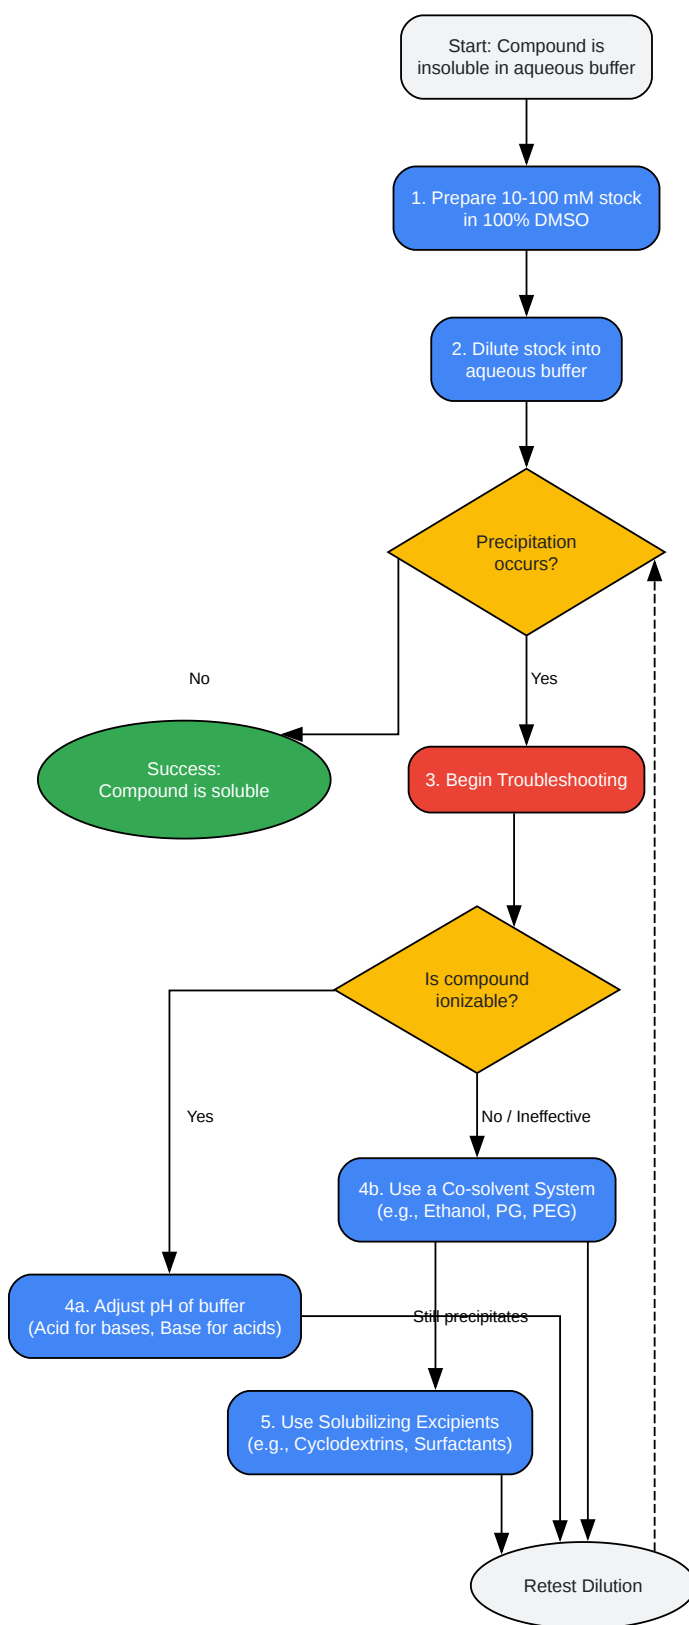 Start: Compound is
insoluble in aqueous buffer
1. Prepare 10-100 mM stock
in 100% DMSO
2. Dilute stock into
aqueous buffer
Precipitation
occurs?
No
Yes
Success:
Compound is soluble
3. Begin Troubleshooting
Is compound
ionizable?
Yes
No / Ineffective
4b. Use a Co-solvent System
(e.g., Ethanol, PG, PEG)
4a. Adjust pH of buffer
(Acid for bases, Base for acids)
Still precipitates
5. Use Solubilizing Excipients
(e.g., Cyclodextrins, Surfactants)
Retest Dilution